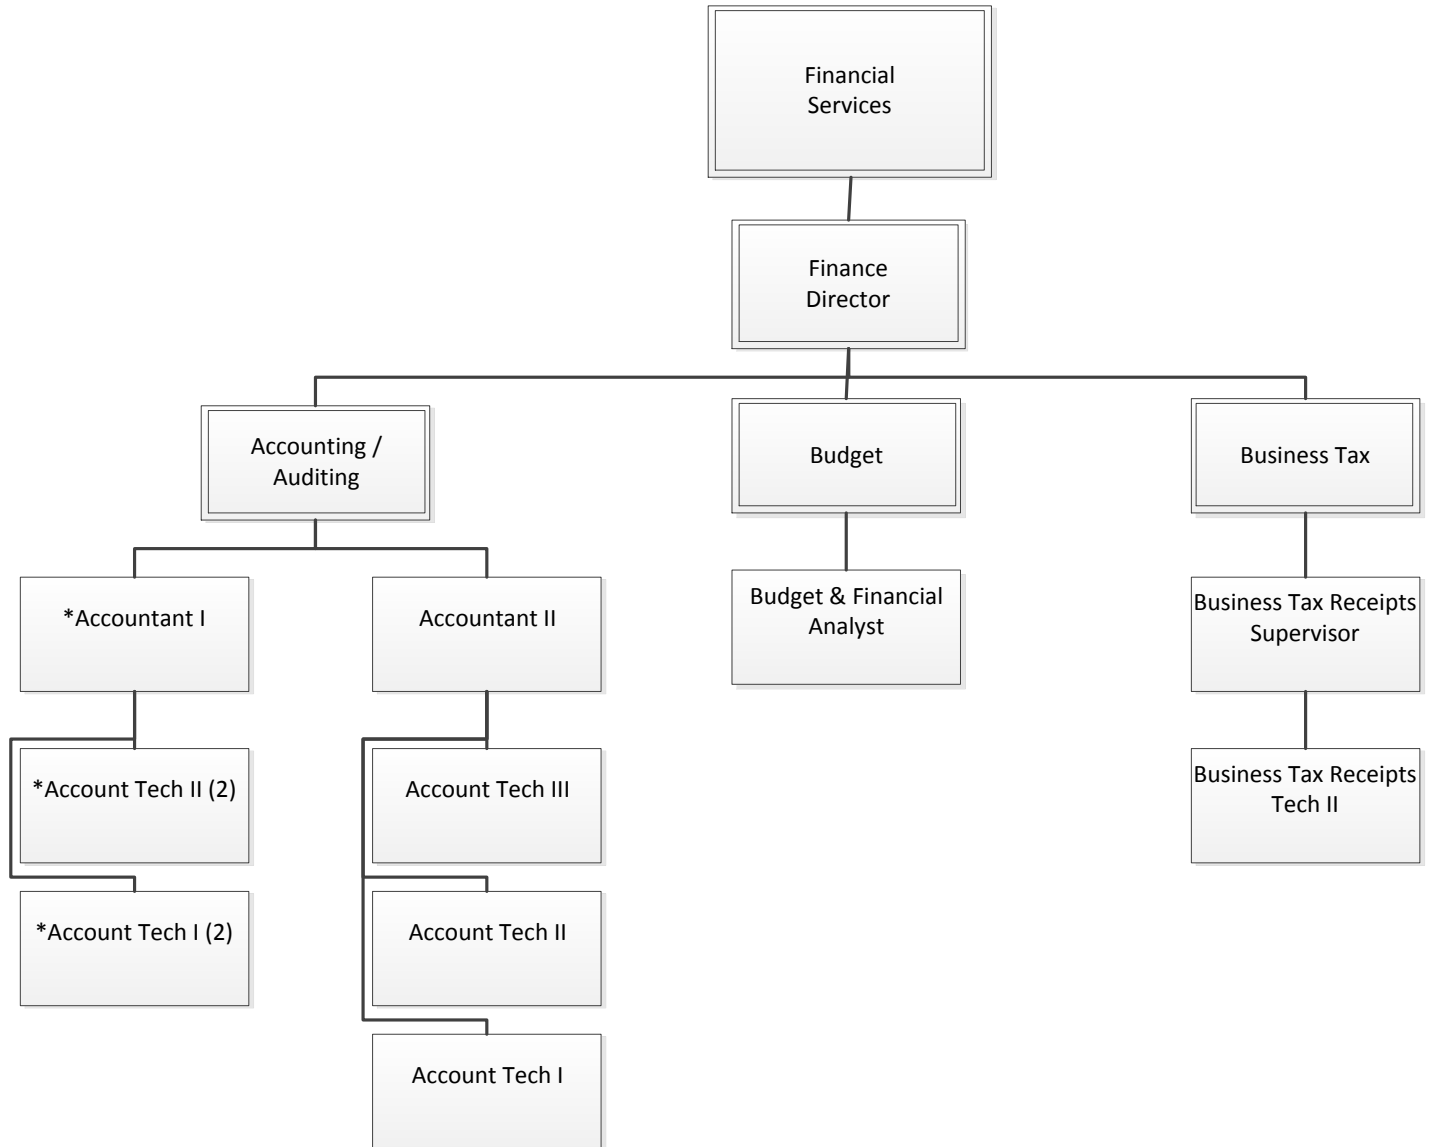 Financial
Services
Finance
Director
Accounting /
Auditing
Budget
Business Tax
*Accountant I
Accountant II
Budget & Financial
Analyst
Business Tax Receipts
Supervisor
*Account Tech II (2)
Account Tech III
Business Tax Receipts
Tech II
*Account Tech I (2)
Account Tech II
Account Tech I